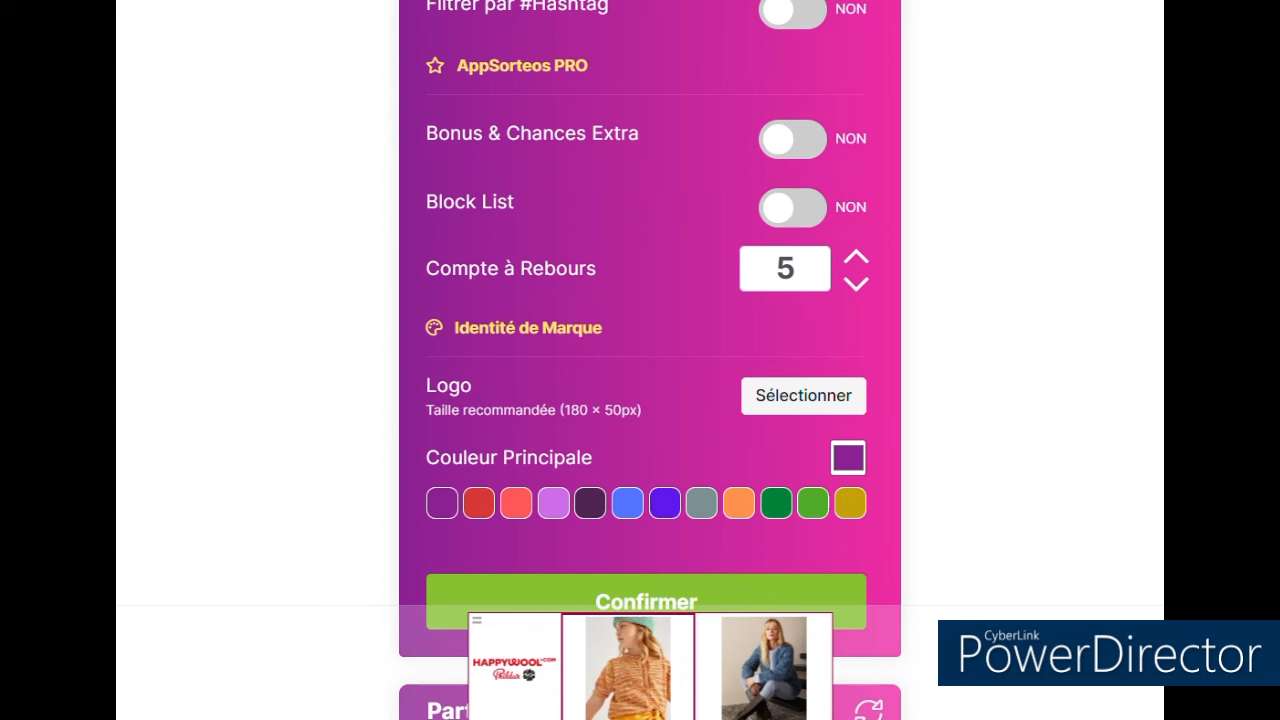 Filtrer par #Hashtag
NON
AppSorteos PRO
Bonus & Chances Extra
NON
Block List
NON
Compte à Rebours
5
Identité de Marque
Logo
Sélectionner
Taille recommandée (180 × 50px)
Couleur Principale
Confirmer
HAPPYWOOL.COM
Phildar
CyberLink
PowerDirector
Part